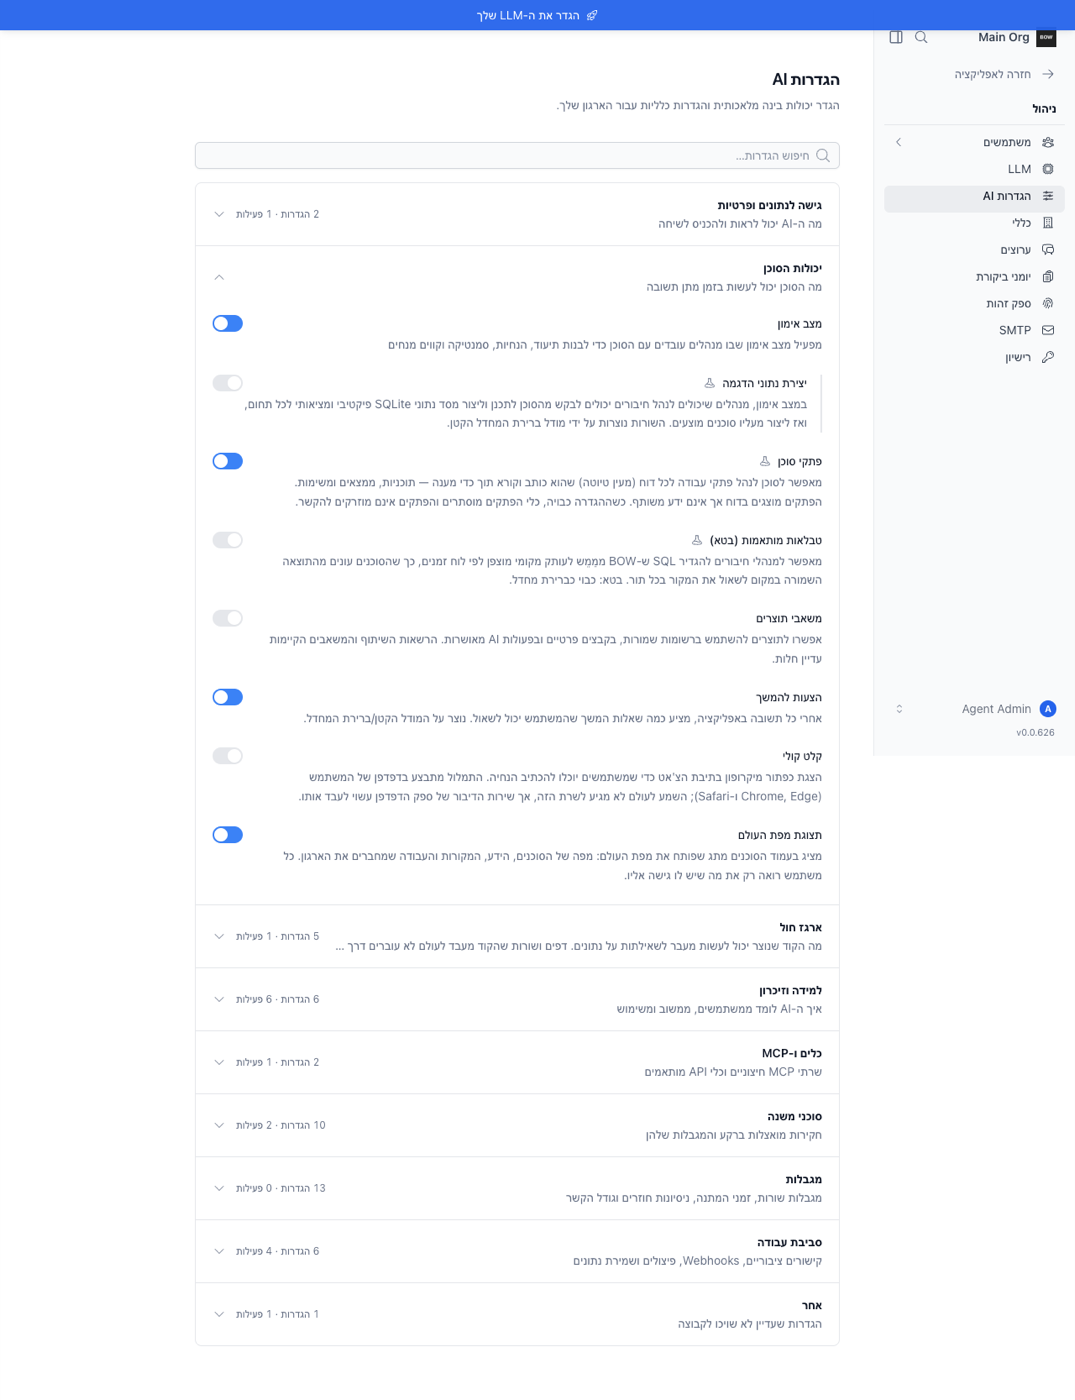 הגדר את ה-LLM שלך
BOW
Main Org
חזרה לאפליקציה
ניהול
משתמשים
LLM
הגדרות AI
כללי
ערוצים
יומני ביקורת
ספק זהות
SMTP
רישיון
A
Agent Admin
v0.0.626
הגדרות AI
הגדר יכולות בינה מלאכותית והגדרות כלליות עבור הארגון שלך.
חיפוש הגדרות...
גישה לנתונים ופרטיות
מה ה-AI יכול לראות ולהכניס לשיחה
2 הגדרות · 1 פעילות
יכולות הסוכן
מה הסוכן יכול לעשות בזמן מתן תשובה
מצב אימון
מפעיל מצב אימון שבו מנהלים עובדים עם הסוכן כדי לבנות תיעוד, הנחיות, סמנטיקה וקווים מנחים
יצירת נתוני הדגמה
במצב אימון, מנהלים שיכולים לנהל חיבורים יכולים לבקש מהסוכן לתכנן וליצור מסד נתוני SQLite פיקטיבי ומציאותי לכל תחום,
ואז ליצור מעליו סוכנים מוצעים. השורות נוצרות על ידי מודל ברירת המחדל הקטן.
פתקי סוכן
מאפשר לסוכן לנהל פתקי עבודה לכל דוח (מעין טיוטה) שהוא כותב וקורא תוך כדי מענה — תוכניות, ממצאים ומשימות.
הפתקים מוצגים בדוח אך אינם ידע משותף. כשההגדרה כבויה, כלי הפתקים מוסתרים והפתקים אינם מוזרקים להקשר.
טבלאות מותאמות (בטא)
מאפשר למנהלי חיבורים להגדיר SQL ש-BOW מְמַמש לעותק מקומי מוצפן לפי לוח זמנים, כך שהסוכנים עונים מהתוצאה
השמורה במקום לשאול את המקור בכל תור. בטא: כבוי כברירת מחדל.
משאבי תוצרים
אפשרו לתוצרים להשתמש ברשומות שמורות, בקבצים פרטיים ובפעולות AI מאושרות. הרשאות השיתוף והמשאבים הקיימות
עדיין חלות.
הצעות להמשך
אחרי כל תשובה באפליקציה, מציע כמה שאלות המשך שהמשתמש יכול לשאול. נוצר על המודל הקטן/ברירת המחדל.
קלט קולי
הצגת כפתור מיקרופון בתיבת הצ'אט כדי שמשתמשים יוכלו להכתיב הנחיה. התמלול מתבצע בדפדפן של המשתמש
(Chrome, Edge ו-Safari); השמע לעולם לא מגיע לשרת הזה, אך שירות הדיבור של ספק הדפדפן עשוי לעבד אותו.
תצוגת מפת העולם
מציג בעמוד הסוכנים מתג שפותח את מפת העולם: מפה של הסוכנים, הידע, המקורות והעבודה שמחברים את הארגון. כל
משתמש רואה רק את מה שיש לו גישה אליו.
ארגז חול
מה הקוד שנוצר יכול לעשות מעבר לשאילתות על נתונים. דפים ושורות שהקוד מעבד לעולם לא עוברים דרך ...
5 הגדרות · 1 פעילות
למידה וזיכרון
איך ה-AI לומד ממשתמשים, ממשוב ומשימוש
6 הגדרות · 6 פעילות
כלים ו-MCP
שרתי MCP חיצוניים וכלי API מותאמים
2 הגדרות · 1 פעילות
סוכני משנה
חקירות מואצלות ברקע והמגבלות שלהן
10 הגדרות · 2 פעילות
מגבלות
מגבלות שורות, זמני המתנה, ניסיונות חוזרים וגודל הקשר
13 הגדרות · 0 פעילות
סביבת עבודה
קישורים ציבוריים, Webhooks, פיצולים ושמירת נתונים
6 הגדרות · 4 פעילות
אחר
הגדרות שעדיין לא שויכו לקבוצה
1 הגדרות · 1 פעילות